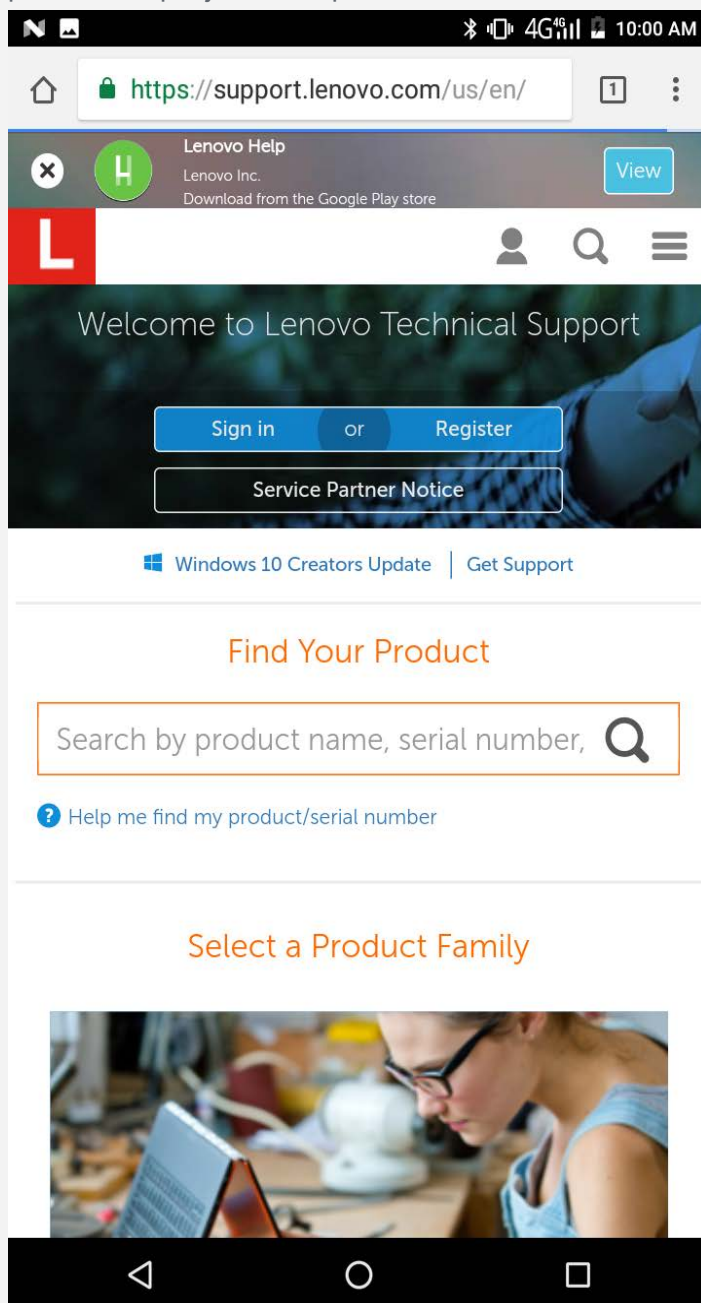 10:00 AM
4G
https://support.lenovo.com/us/en/
1
Lenovo Help
Lenovo Inc.
Download from the Google Play store
View
L
Welcome to Lenovo Technical Support
Sign in or Register
Service Partner Notice
Windows 10 Creators Update | Get Support
Find Your Product
Search by product name, serial number,
Help me find my product/serial number
Select a Product Family